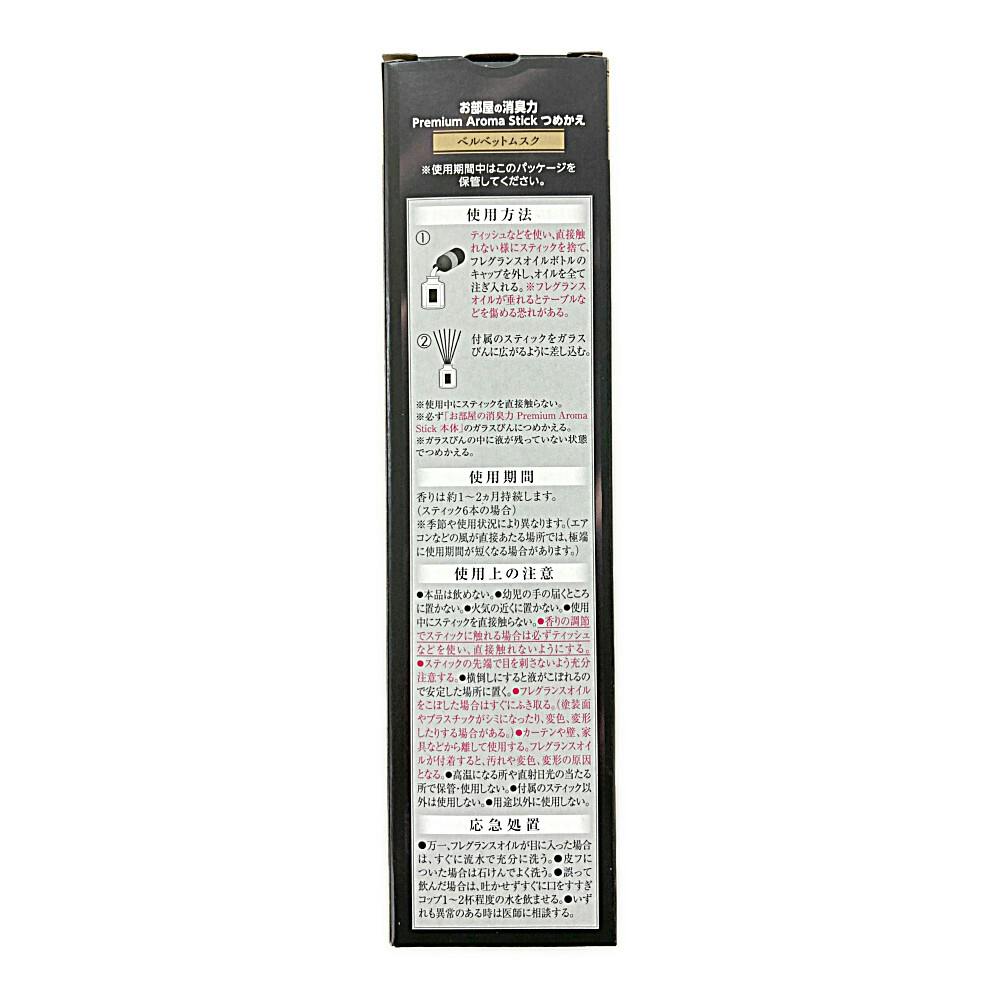 お部屋の消臭力
Premium Aroma Stick つめかえ
ベルベットムスク
※使用期間中はこのパッケージを
保管してください。
使用方法
①
ティッシュなどを使い、直接触
れない様にスティックを捨て、
フレグランスオイルボトルの
キャップを外し、オイルを全て
注ぎ入れる。※フレグランス
オイルが垂れるとテーブルな
どを傷める恐れがある。
②
付属のスティックをガラス
びんに広がるように差し込む。
※使用中にスティックを直接触らない。
※必ず「お部屋の消臭力 Premium Aroma
Stick 本体」のガラスびんにつめかえる。
※ガラスびんの中に液が残っていない状態
でつめかえる。
使用期間
香りは約1〜2ヵ月持続します。
(スティック6本の場合)
※季節や使用状況により異なります。(エア
コンなどの風が直接あたる場所では、極端
に使用期間が短くなる場合があります。)
使用上の注意
●本品は飲めない。●幼児の手の届くところ
に置かない。●火気の近くに置かない。●使用
中にスティックを直接触らない。●香りの調節
でスティックに触れる場合は必ずティッシュ
などを使い、直接触れないようにする。
●スティックの先端で目を刺さないよう充分
注意する。●横倒しにすると液がこぼれるの
で安定した場所に置く。●フレグランスオイル
をこぼした場合はすぐにふき取る。(塗装面
やプラスチックがシミになったり、変色、変形
したりする場合がある。)●カーテンや壁、家
具などから離して使用する。フレグランスオイ
ルが付着すると、汚れや変色、変形の原因
となる。●高温になる所や直射日光の当たる
所で保管・使用しない。●付属のスティック以
外は使用しない。●用途以外に使用しない。
応急処置
●万一、フレグランスオイルが目に入った場合
は、すぐに流水で充分に洗う。●皮フに
ついた場合は石けんでよく洗う。●誤って
飲んだ場合は、吐かせずすぐに口をすすぎ
コップ1〜2杯程度の水を飲ませる。●いず
れも異常のある時は医師に相談する。